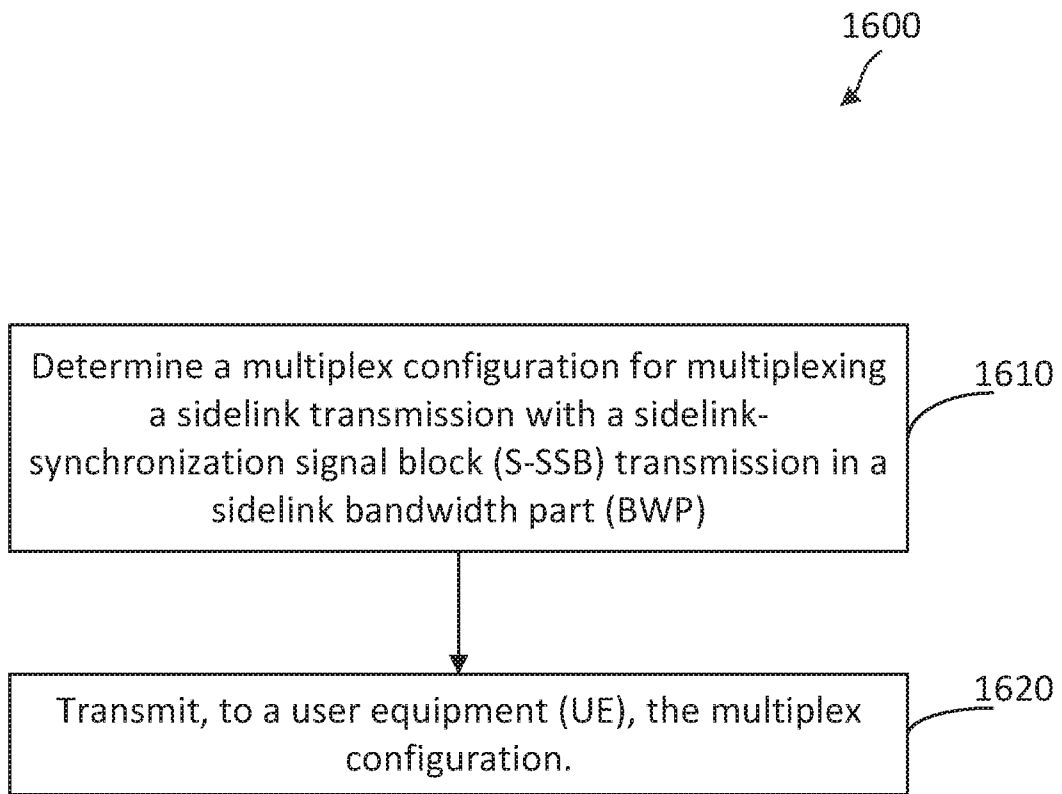 1600
Determine a multiplex configuration for multiplexing
a sidelink transmission with a sidelink-
synchronization signal block (S-SSB) transmission in a
sidelink bandwidth part (BWP)
1610
Transmit, to a user equipment (UE), the multiplex
configuration.
1620